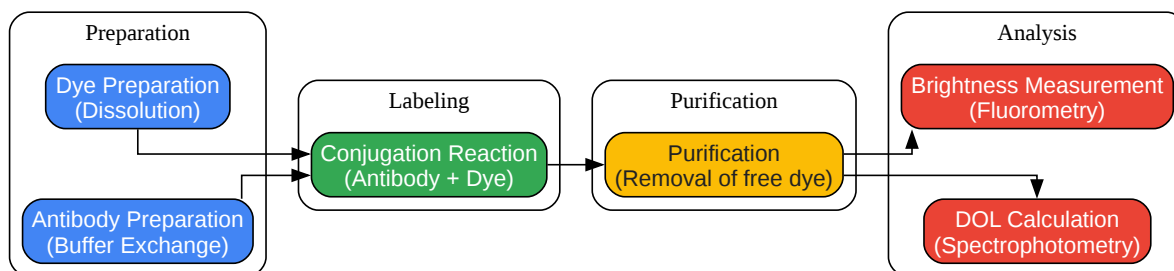 Preparation
Dye Preparation
(Dissolution)
Antibody Preparation
(Buffer Exchange)
Labeling
Conjugation Reaction
(Antibody + Dye)
Purification
Purification
(Removal of free dye)
Analysis
Brightness Measurement
(Fluorometry)
DOL Calculation
(Spectrophotometry)